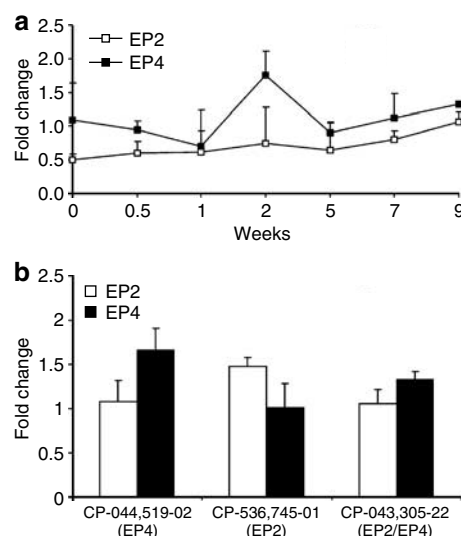 a
2.5
EP2
2.0
EP4
1.5
1.0
0.5
0
Fold change
0 0.5 1 2 5 7 9
Weeks
b
2.5
EP2
2
EP4
1.5
1
0.5
0
Fold change
CP-044,519-02 CP-536,745-01 CP-043,305-22
(EP4) (EP2) (EP2/EP4)